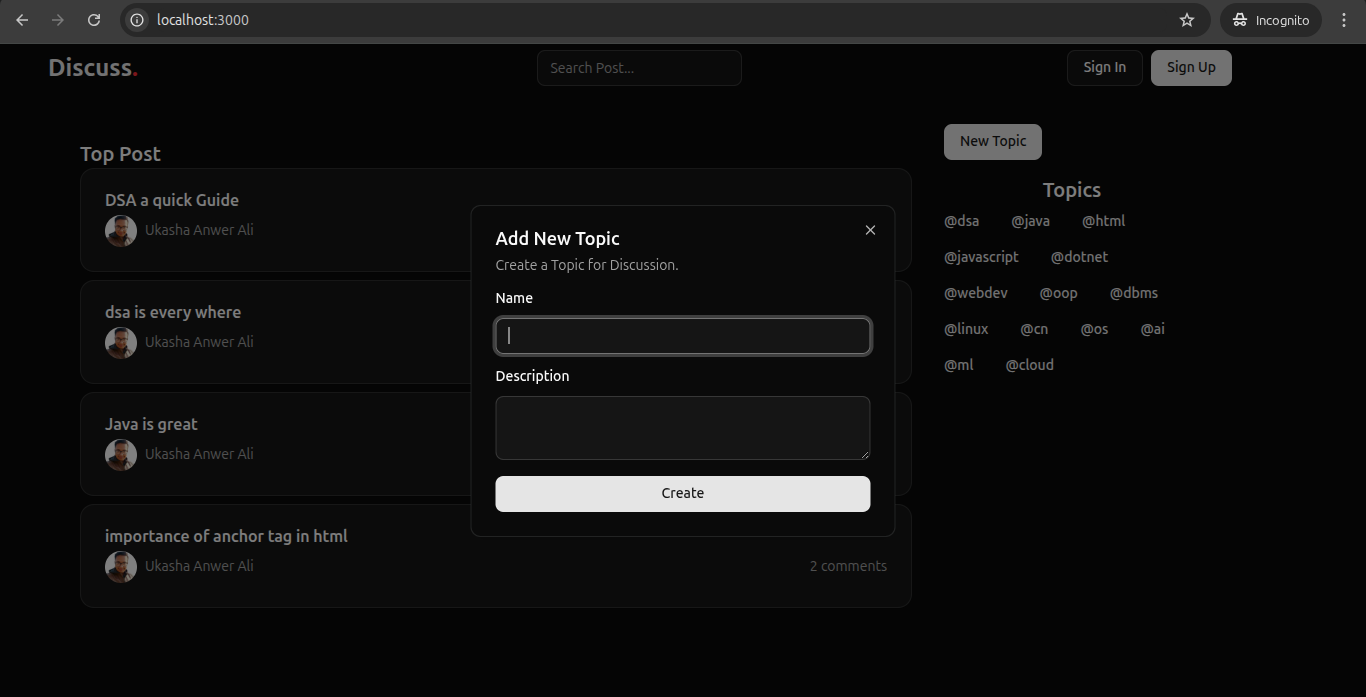 localhost:3000
Incognito
Discuss.
Search Post...
Sign In
Sign Up
Top Post
DSA a quick Guide
Ukasha Anwer Ali
dsa is every where
Ukasha Anwer Ali
Java is great
Ukasha Anwer Ali
importance of anchor tag in html
Ukasha Anwer Ali
2 comments
Add New Topic
Create a Topic for Discussion.
Name
Description
Create
New Topic
Topics
@dsa @java @html
@javascript @dotnet
@webdev @oop @dbms
@linux @cn @os @ai
@ml @cloud